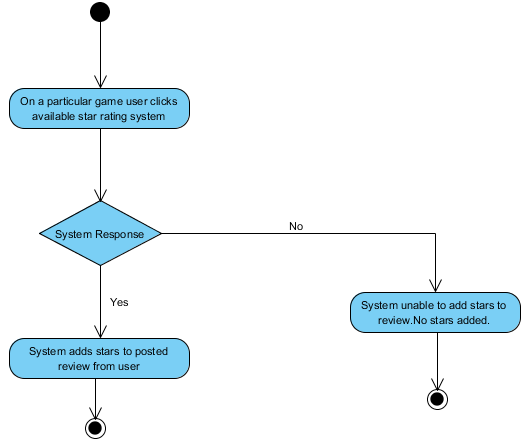 On a particular game user clicks
available star rating system
System Response
No
Yes
System unable to add stars to
review.No stars added.
System adds stars to posted
review from user